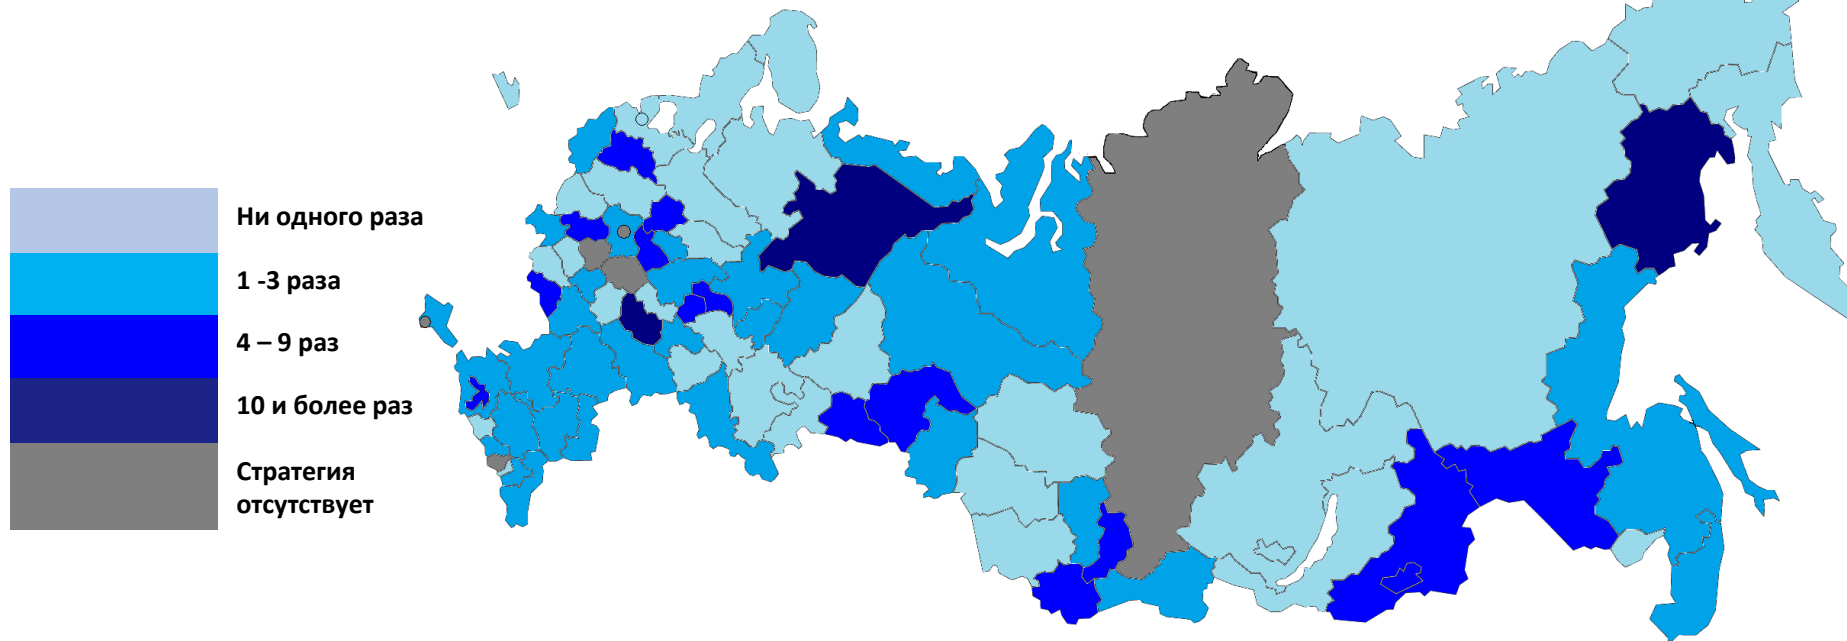 Ни одного раза
1 -3 раза
4 – 9 раз
10 и более раз
Стратегия
отсутствует